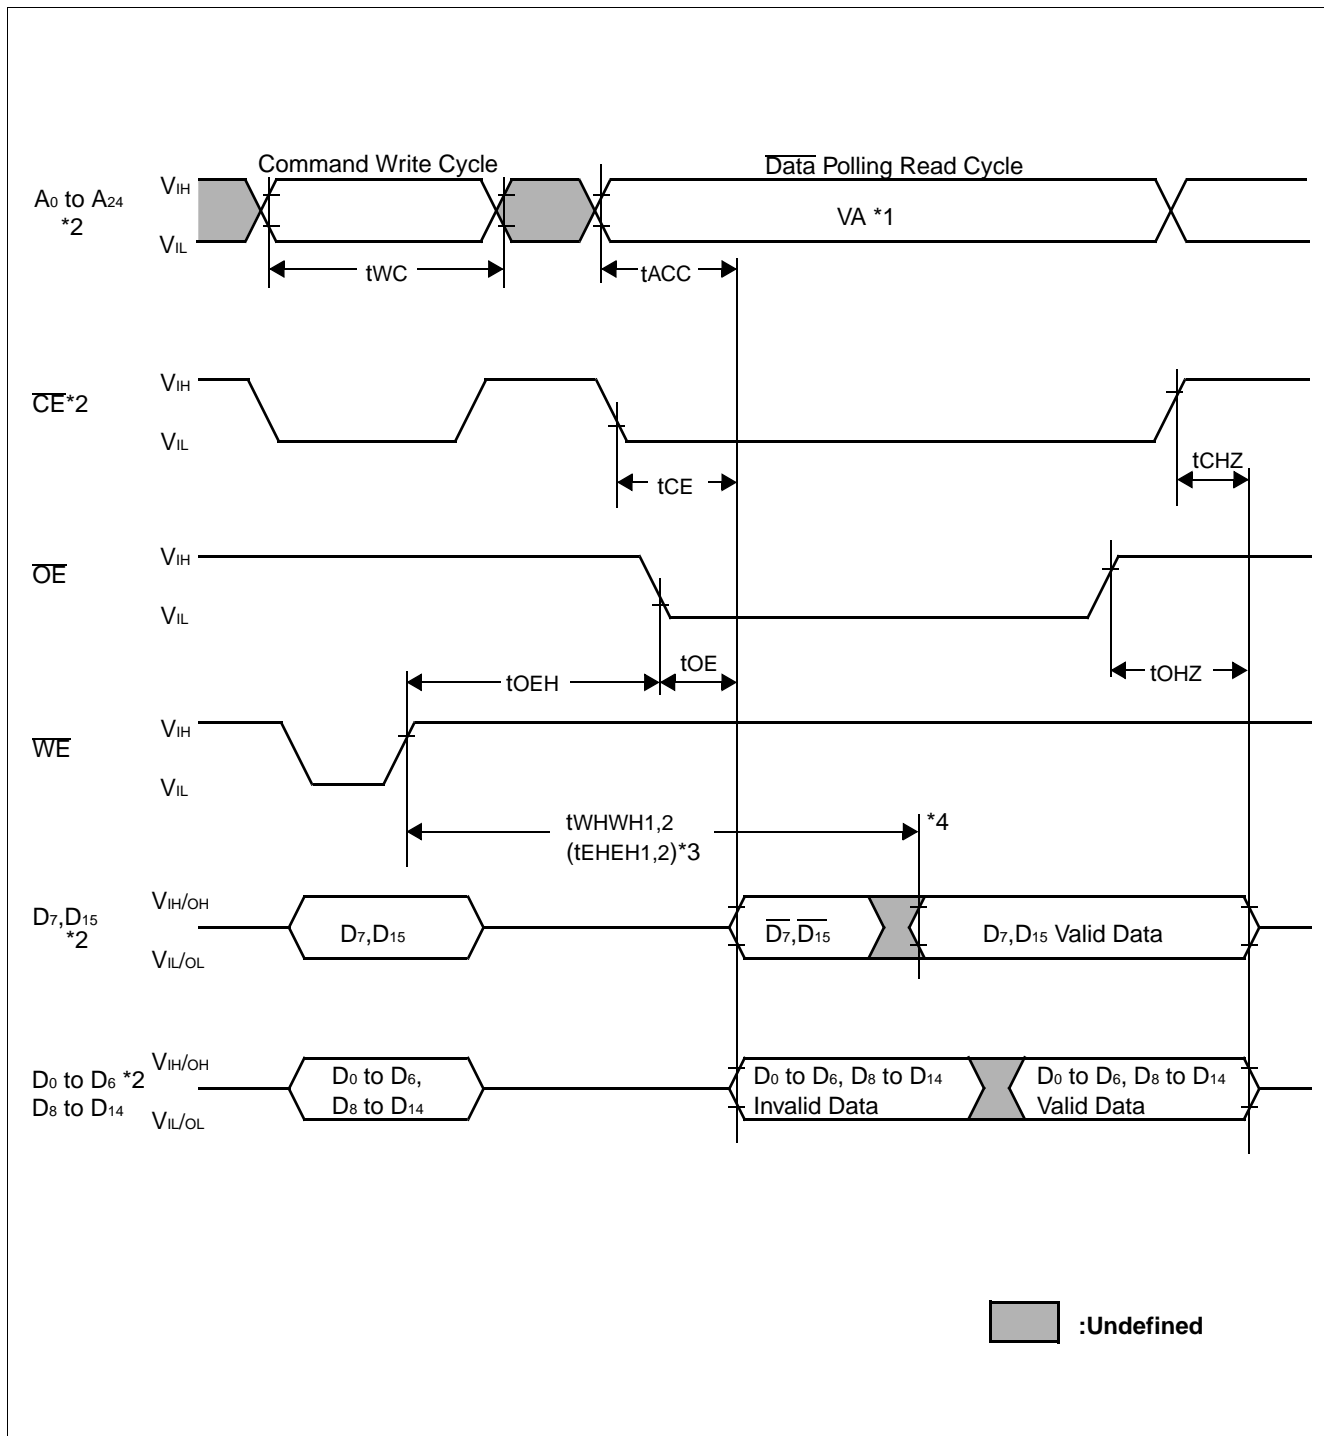 Command Write Cycle
Data Polling Read Cycle
A0 to A24
*2
VIH
VIL
VA *1
tWC
tACC
CE*2
VIH
VIL
tCE
tCHZ
OE
VIH
VIL
tOEH
tOE
tOHZ
WE
VIH
VIL
tWHWH1,2
(tEHEH1,2)*3
*4
D7,D15
*2
VIH/OH
VIL/OL
D7,D15
D7,D15
D7,D15 Valid Data
D0 to D6 *2
D8 to D14
VIH/OH
VIL/OL
D0 to D6,
D8 to D14
D0 to D6, D8 to D14
Invalid Data
D0 to D6, D8 to D14
Valid Data
:Undefined